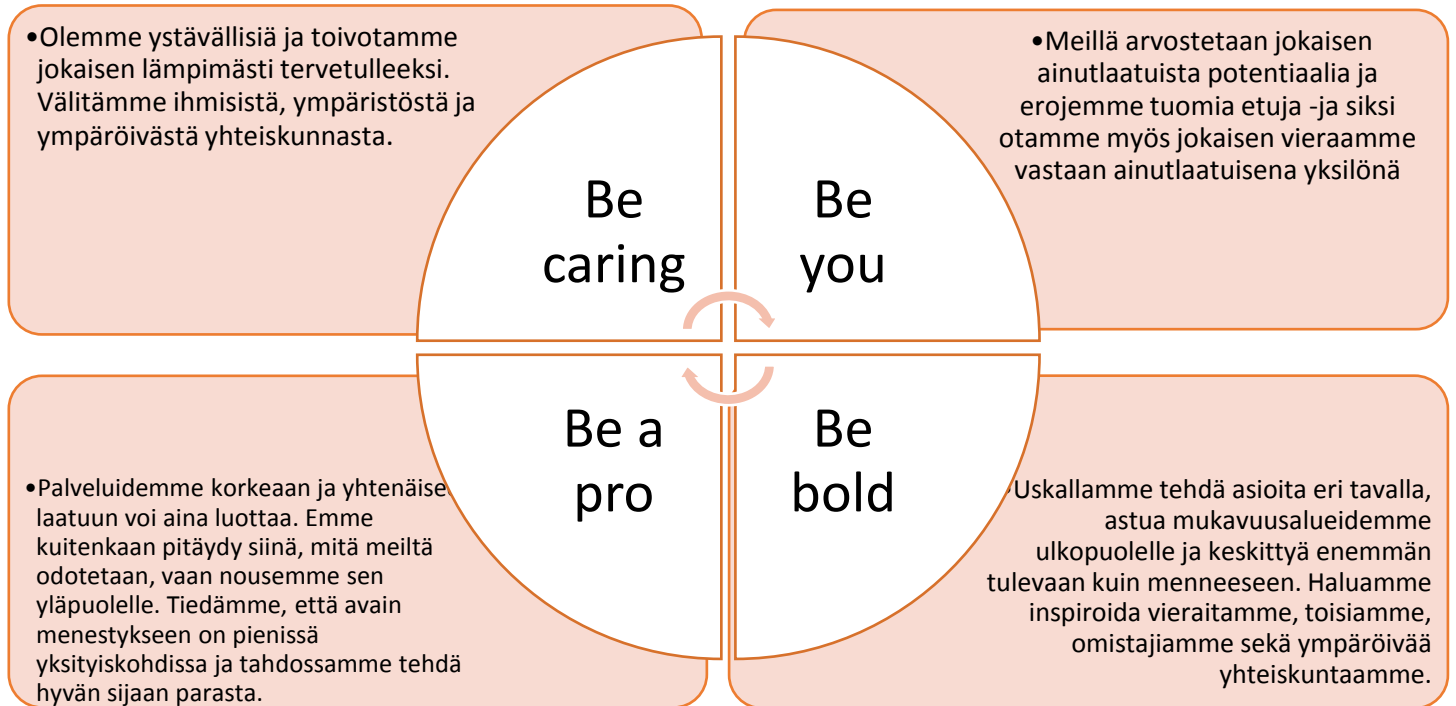 •Olemme ystävällisiä ja toivotamme
jokaisen lämpimästi tervetulleeksi.
Välitämme ihmisistä, ympäristöstä ja
ympäröivästä yhteiskunnasta.
Be
caring
•Meillä arvostetaan jokaisen
ainutlaatuista potentiaalia ja
erojemme tuomia etuja -ja siksi
otamme myös jokaisen vieraamme
vastaan ainutlaatuisena yksilönä
Be
you
•Palveluidemme korkeaan ja
laatuun voi aina luottaa. Emme
kuitenkaan pitäydy siinä, mitä meiltä
odotetaan, vaan nousemme sen
yläpuolelle. Tiedämme, että avain
menestykseen on pienissä
yksityiskohdissa ja tahdossamme tehdä
hyvän sijaan parasta.
Be a
pro
Be
bold
•Uskallamme tehdä asioita eri tavalla,
astua mukavuusalueidemme
ulkopuolelle ja keskittyä enemmän
tulevaan kuin menneeseen. Haluamme
inspiroida vieraitamme, toisiamme,
omistajiamme sekä ympäröivää
yhteiskuntaamme.